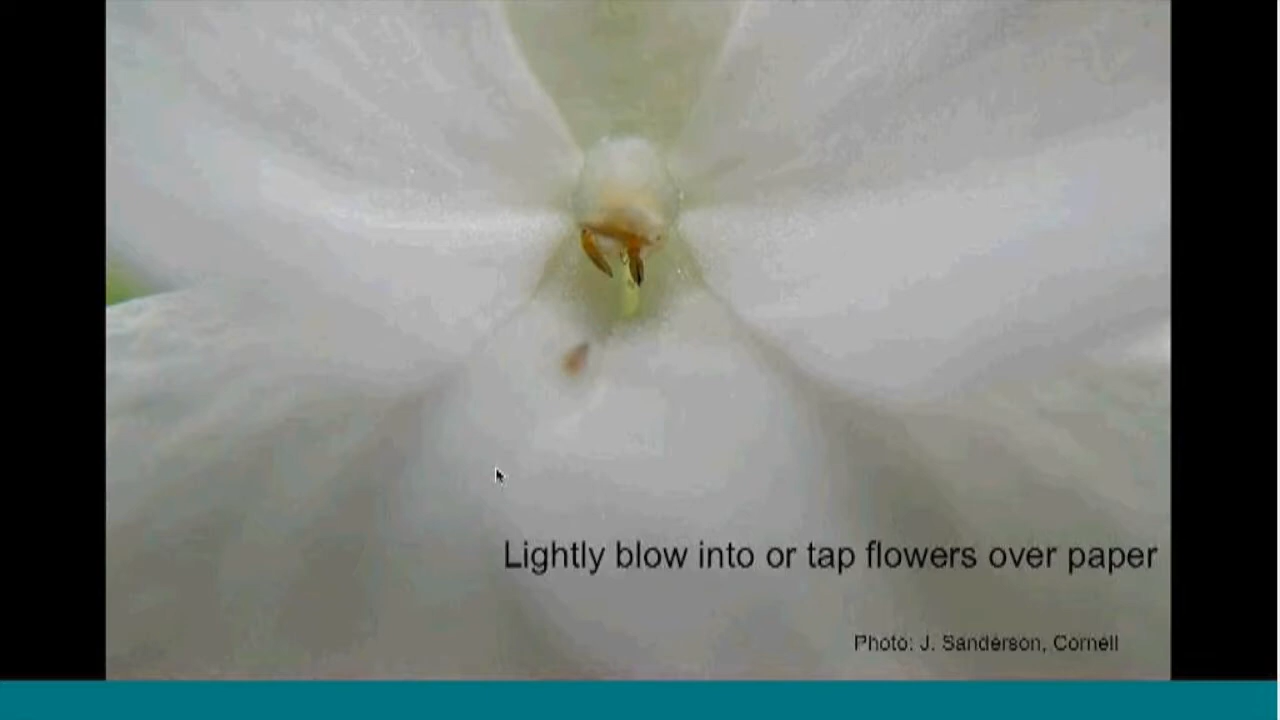 Lightly blow into or tap flowers over paper
Photo: J. Sanderson, Cornell